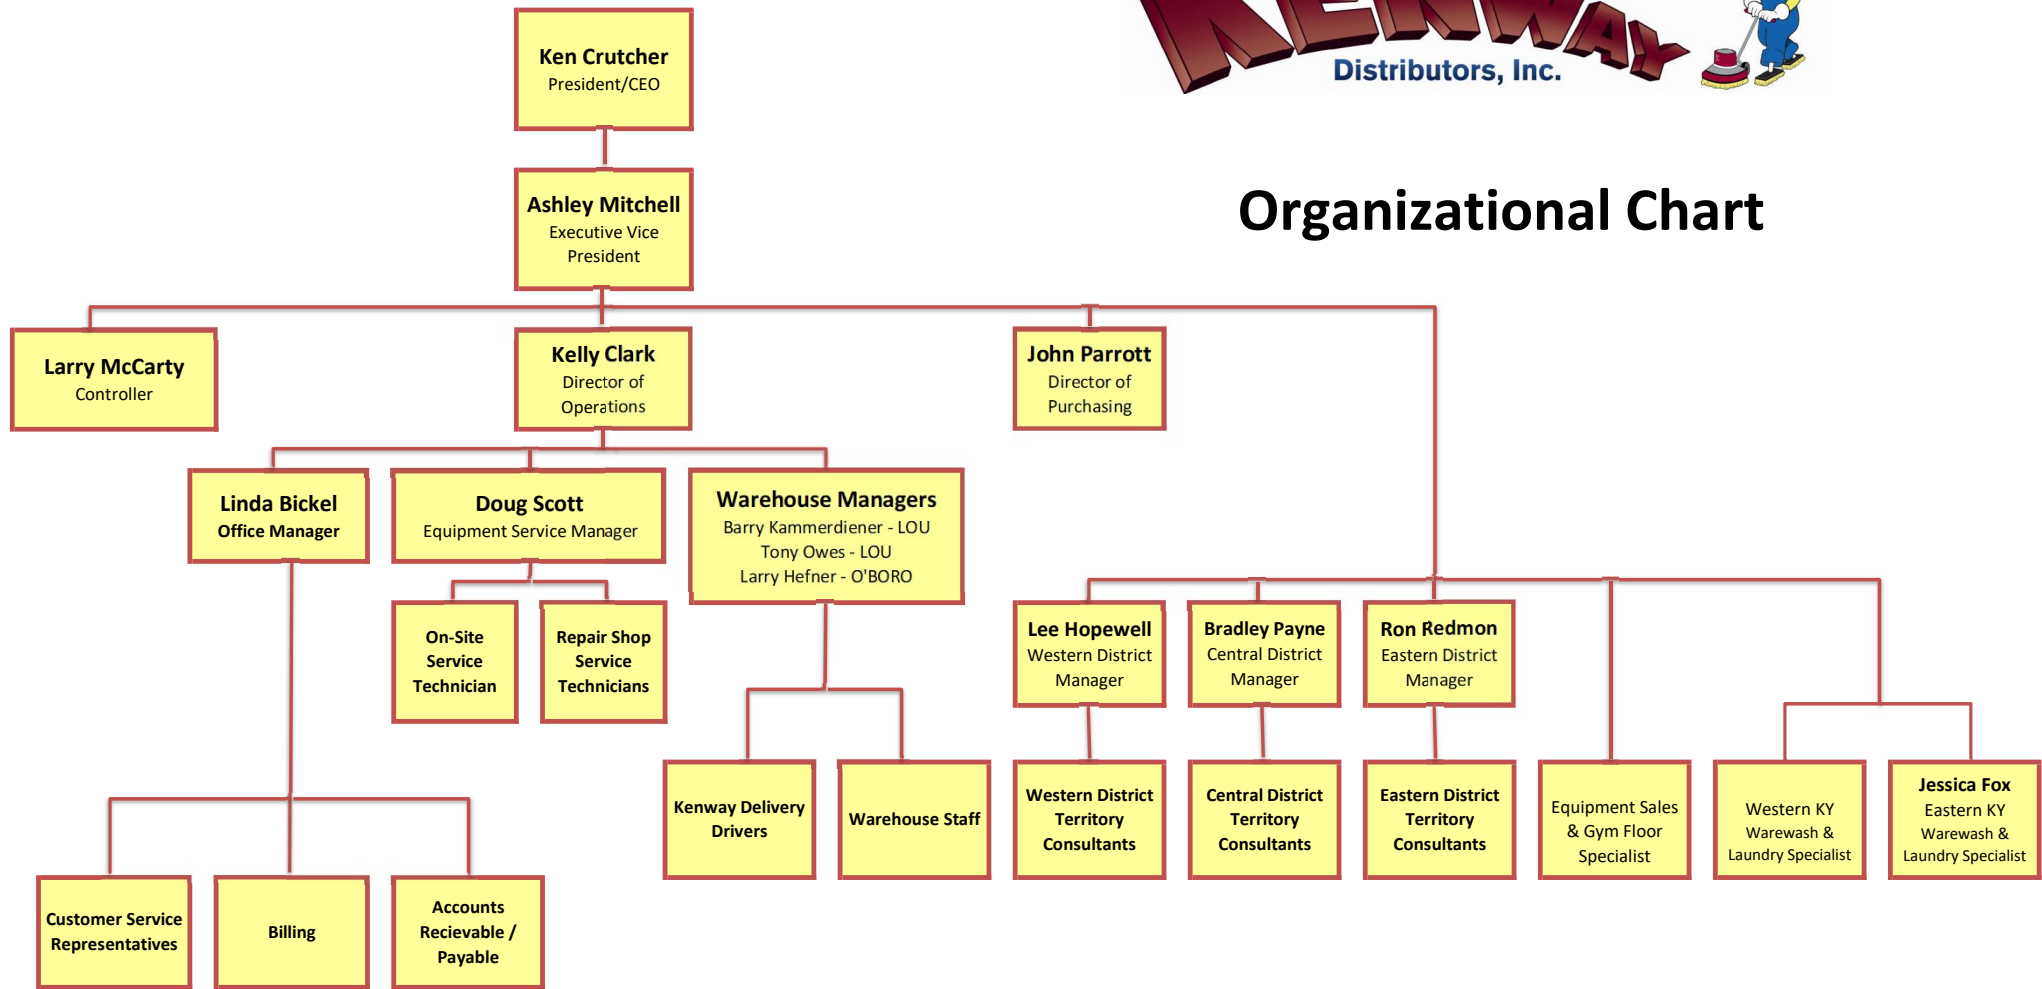 KENWAY
Distributors, Inc.
Organizational Chart
Ken Crutcher
President/CEO
Ashley Mitchell
Executive Vice
President
Larry McCarty
Controller
Kelly Clark
Director of
Operations
John Parrott
Director of
Purchasing
Linda Bickel
Office Manager
Doug Scott
Equipment Service Manager
Warehouse Managers
Barry Kammerdiener - LOU
Tony Owes - LOU
Larry Hefner - O'BORO
On-Site
Service
Technician
Repair Shop
Service
Technicians
Lee Hopewell
Western District
Manager
Bradley Payne
Central District
Manager
Ron Redmon
Eastern District
Manager
Kenway Delivery
Drivers
Warehouse Staff
Western District
Territory
Consultants
Central District
Territory
Consultants
Eastern District
Territory
Consultants
Equipment Sales
& Gym Floor
Specialist
Western KY
Warewash &
Laundry Specialist
Jessica Fox
Eastern KY
Warewash &
Laundry Specialist
Customer Service
Representatives
Billing
Accounts
Recievable /
Payable